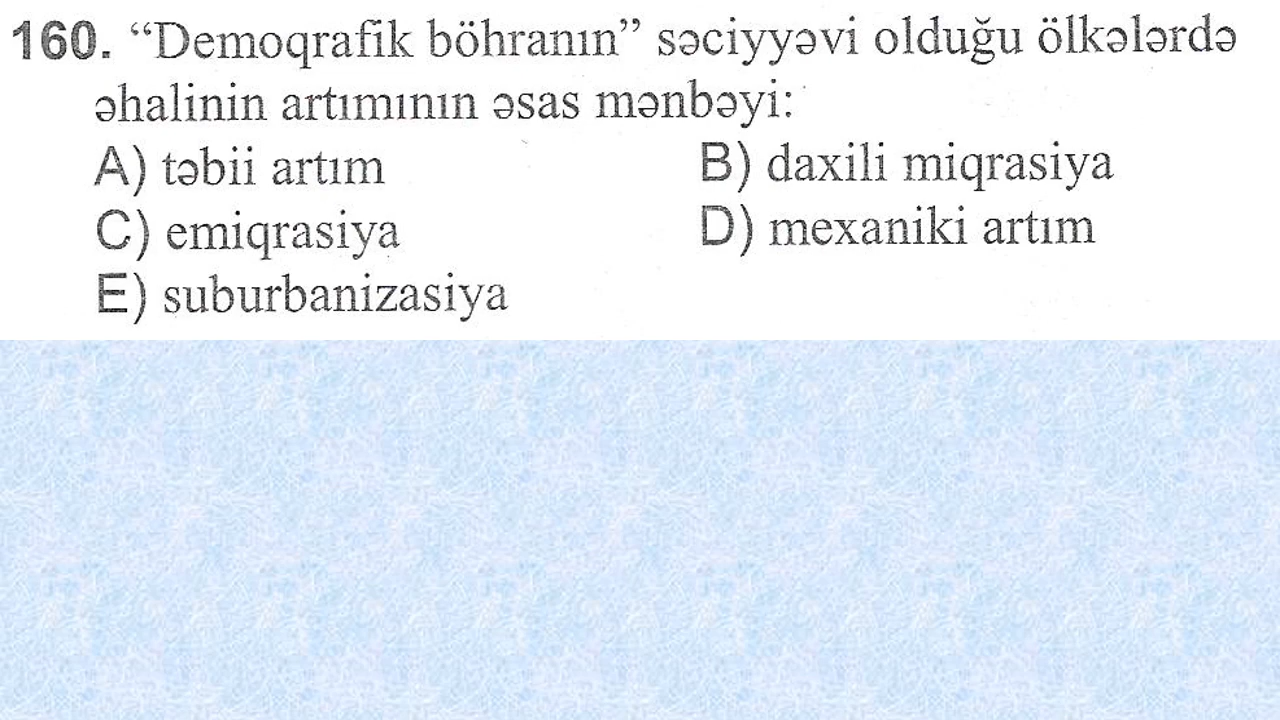 160. “Demoqrafik böhranın” səciyyəvi olduğu ölkələrdə
əhalinin artımının əsas mənbəyi:
A) təbii artım B) daxili miqrasiya
C) emiqrasiya D) mexaniki artım
E) suburbanizasiya